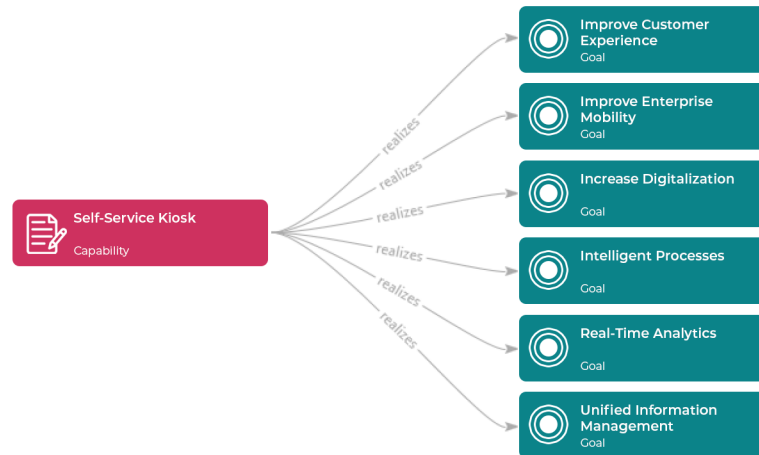 Improve Customer
Experience
Goal
realizes
Improve Enterprise
Mobility
Goal
realizes
Increase Digitalization
Goal
realizes
Self-Service Kiosk
Capability
realizes
Intelligent Processes
Goal
realizes
Real-Time Analytics
Goal
realizes
Unified Information
Management
Goal